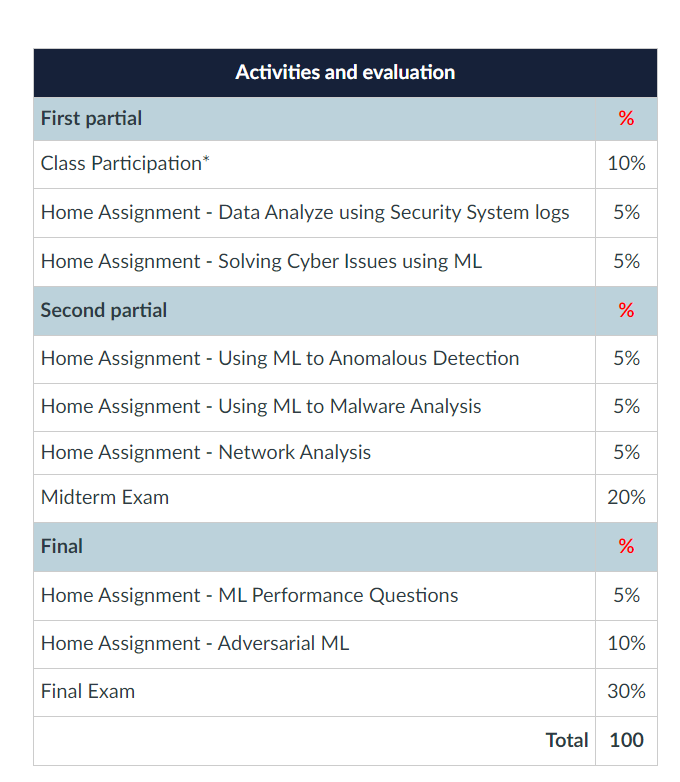 Activities and evaluation
First partial %
Class Participation* 10%
Home Assignment - Data Analyze using Security System logs 5%
Home Assignment - Solving Cyber Issues using ML 5%
Second partial %
Home Assignment - Using ML to Anomalous Detection 5%
Home Assignment - Using ML to Malware Analysis 5%
Home Assignment - Network Analysis 5%
Midterm Exam 20%
Final %
Home Assignment - ML Performance Questions 5%
Home Assignment - Adversarial ML 10%
Final Exam 30%
Total 100